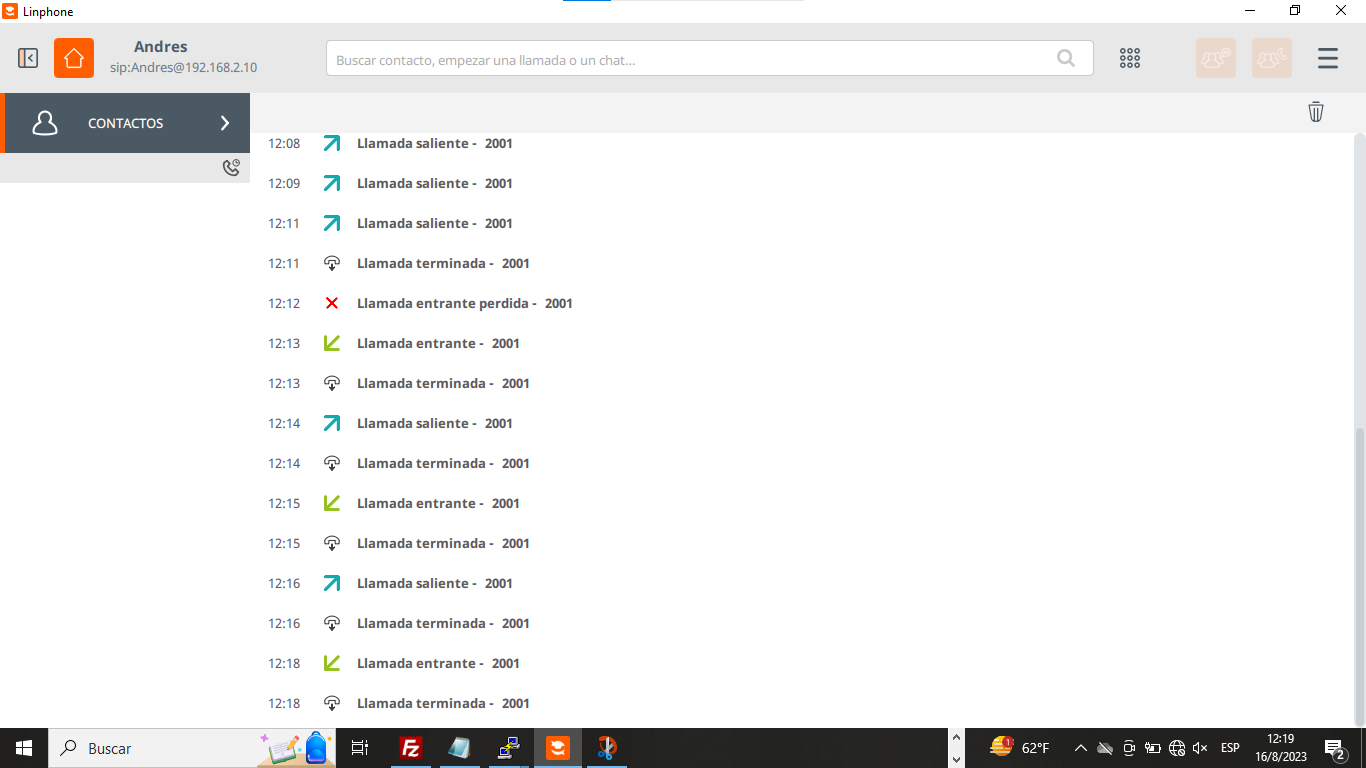 Linphone
Andres
sip:Andres@192.168.2.10
Buscar contacto, empezar una llamada o un chat...
CONTACTOS
12:08 Llamada saliente - 2001
12:09 Llamada saliente - 2001
12:11 Llamada saliente - 2001
12:11 Llamada terminada - 2001
12:12 Llamada entrante perdida - 2001
12:13 Llamada entrante - 2001
12:13 Llamada terminada - 2001
12:14 Llamada saliente - 2001
12:14 Llamada terminada - 2001
12:15 Llamada entrante - 2001
12:15 Llamada terminada - 2001
12:16 Llamada saliente - 2001
12:16 Llamada terminada - 2001
12:18 Llamada entrante - 2001
12:18 Llamada terminada - 2001
Buscar
Fz
1
62°F
ESP
12:19
16/8/2023
2